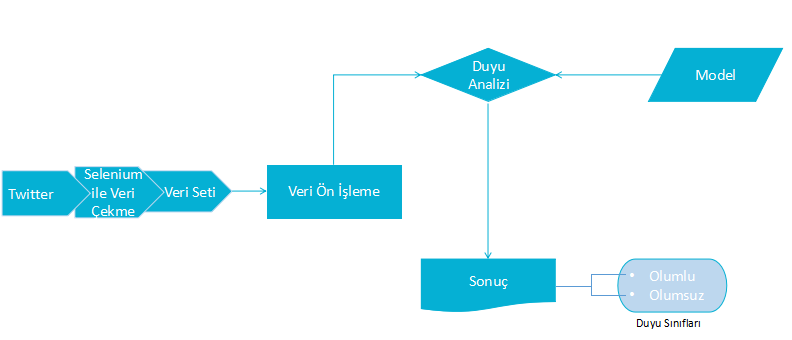 Twitter
Selenium
ile Veri
Çekme
Veri Seti
Veri Ön İşleme
Duyu
Analizi
Model
Sonuç
• Olumlu
• Olumsuz
Duyu Sınıfları